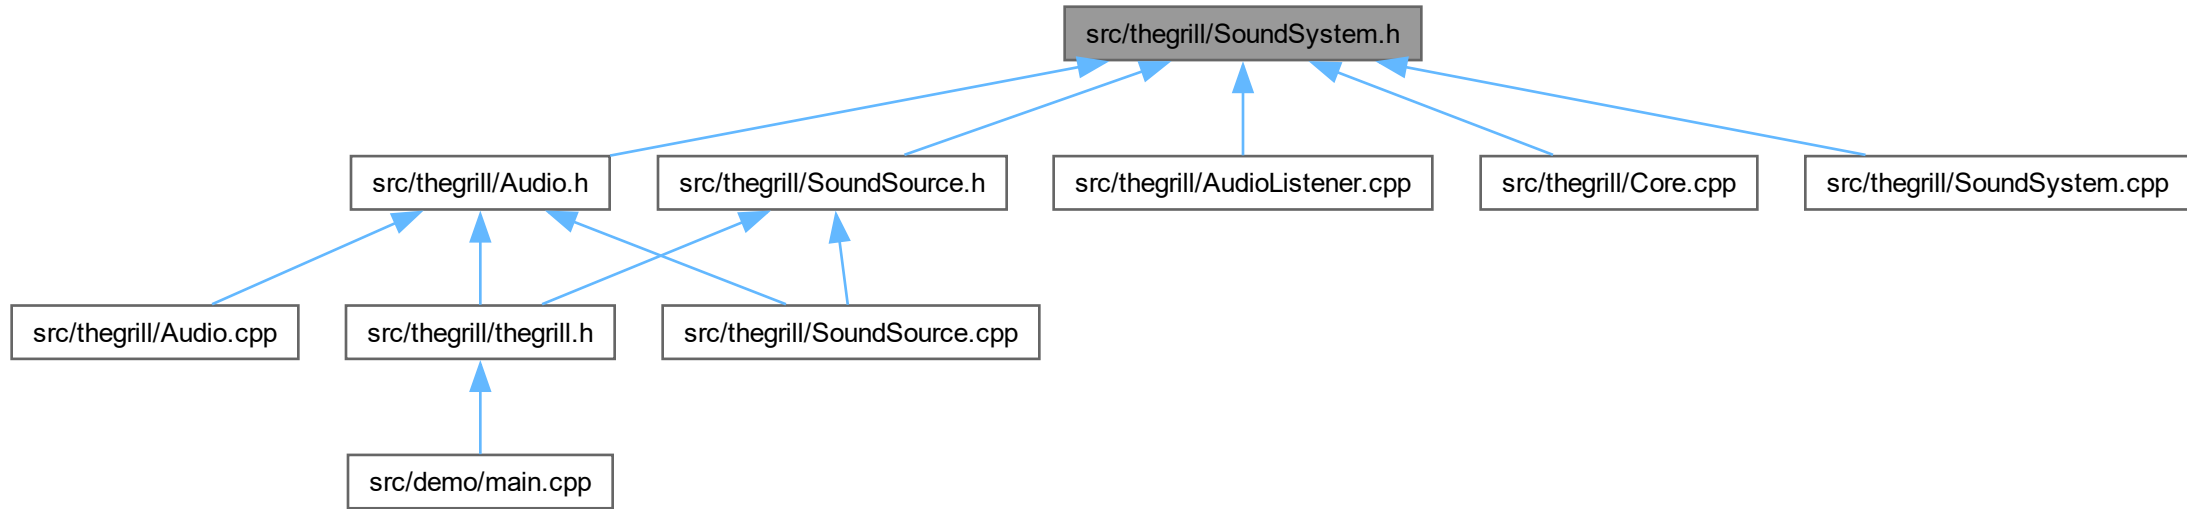 src/thegrill/SoundSystem.h
src/thegrill/Audio.h
src/thegrill/SoundSource.h
src/thegrill/AudioListener.cpp
src/thegrill/Core.cpp
src/thegrill/SoundSystem.cpp
src/thegrill/Audio.cpp
src/thegrill/thegrill.h
src/thegrill/SoundSource.cpp
src/demo/main.cpp